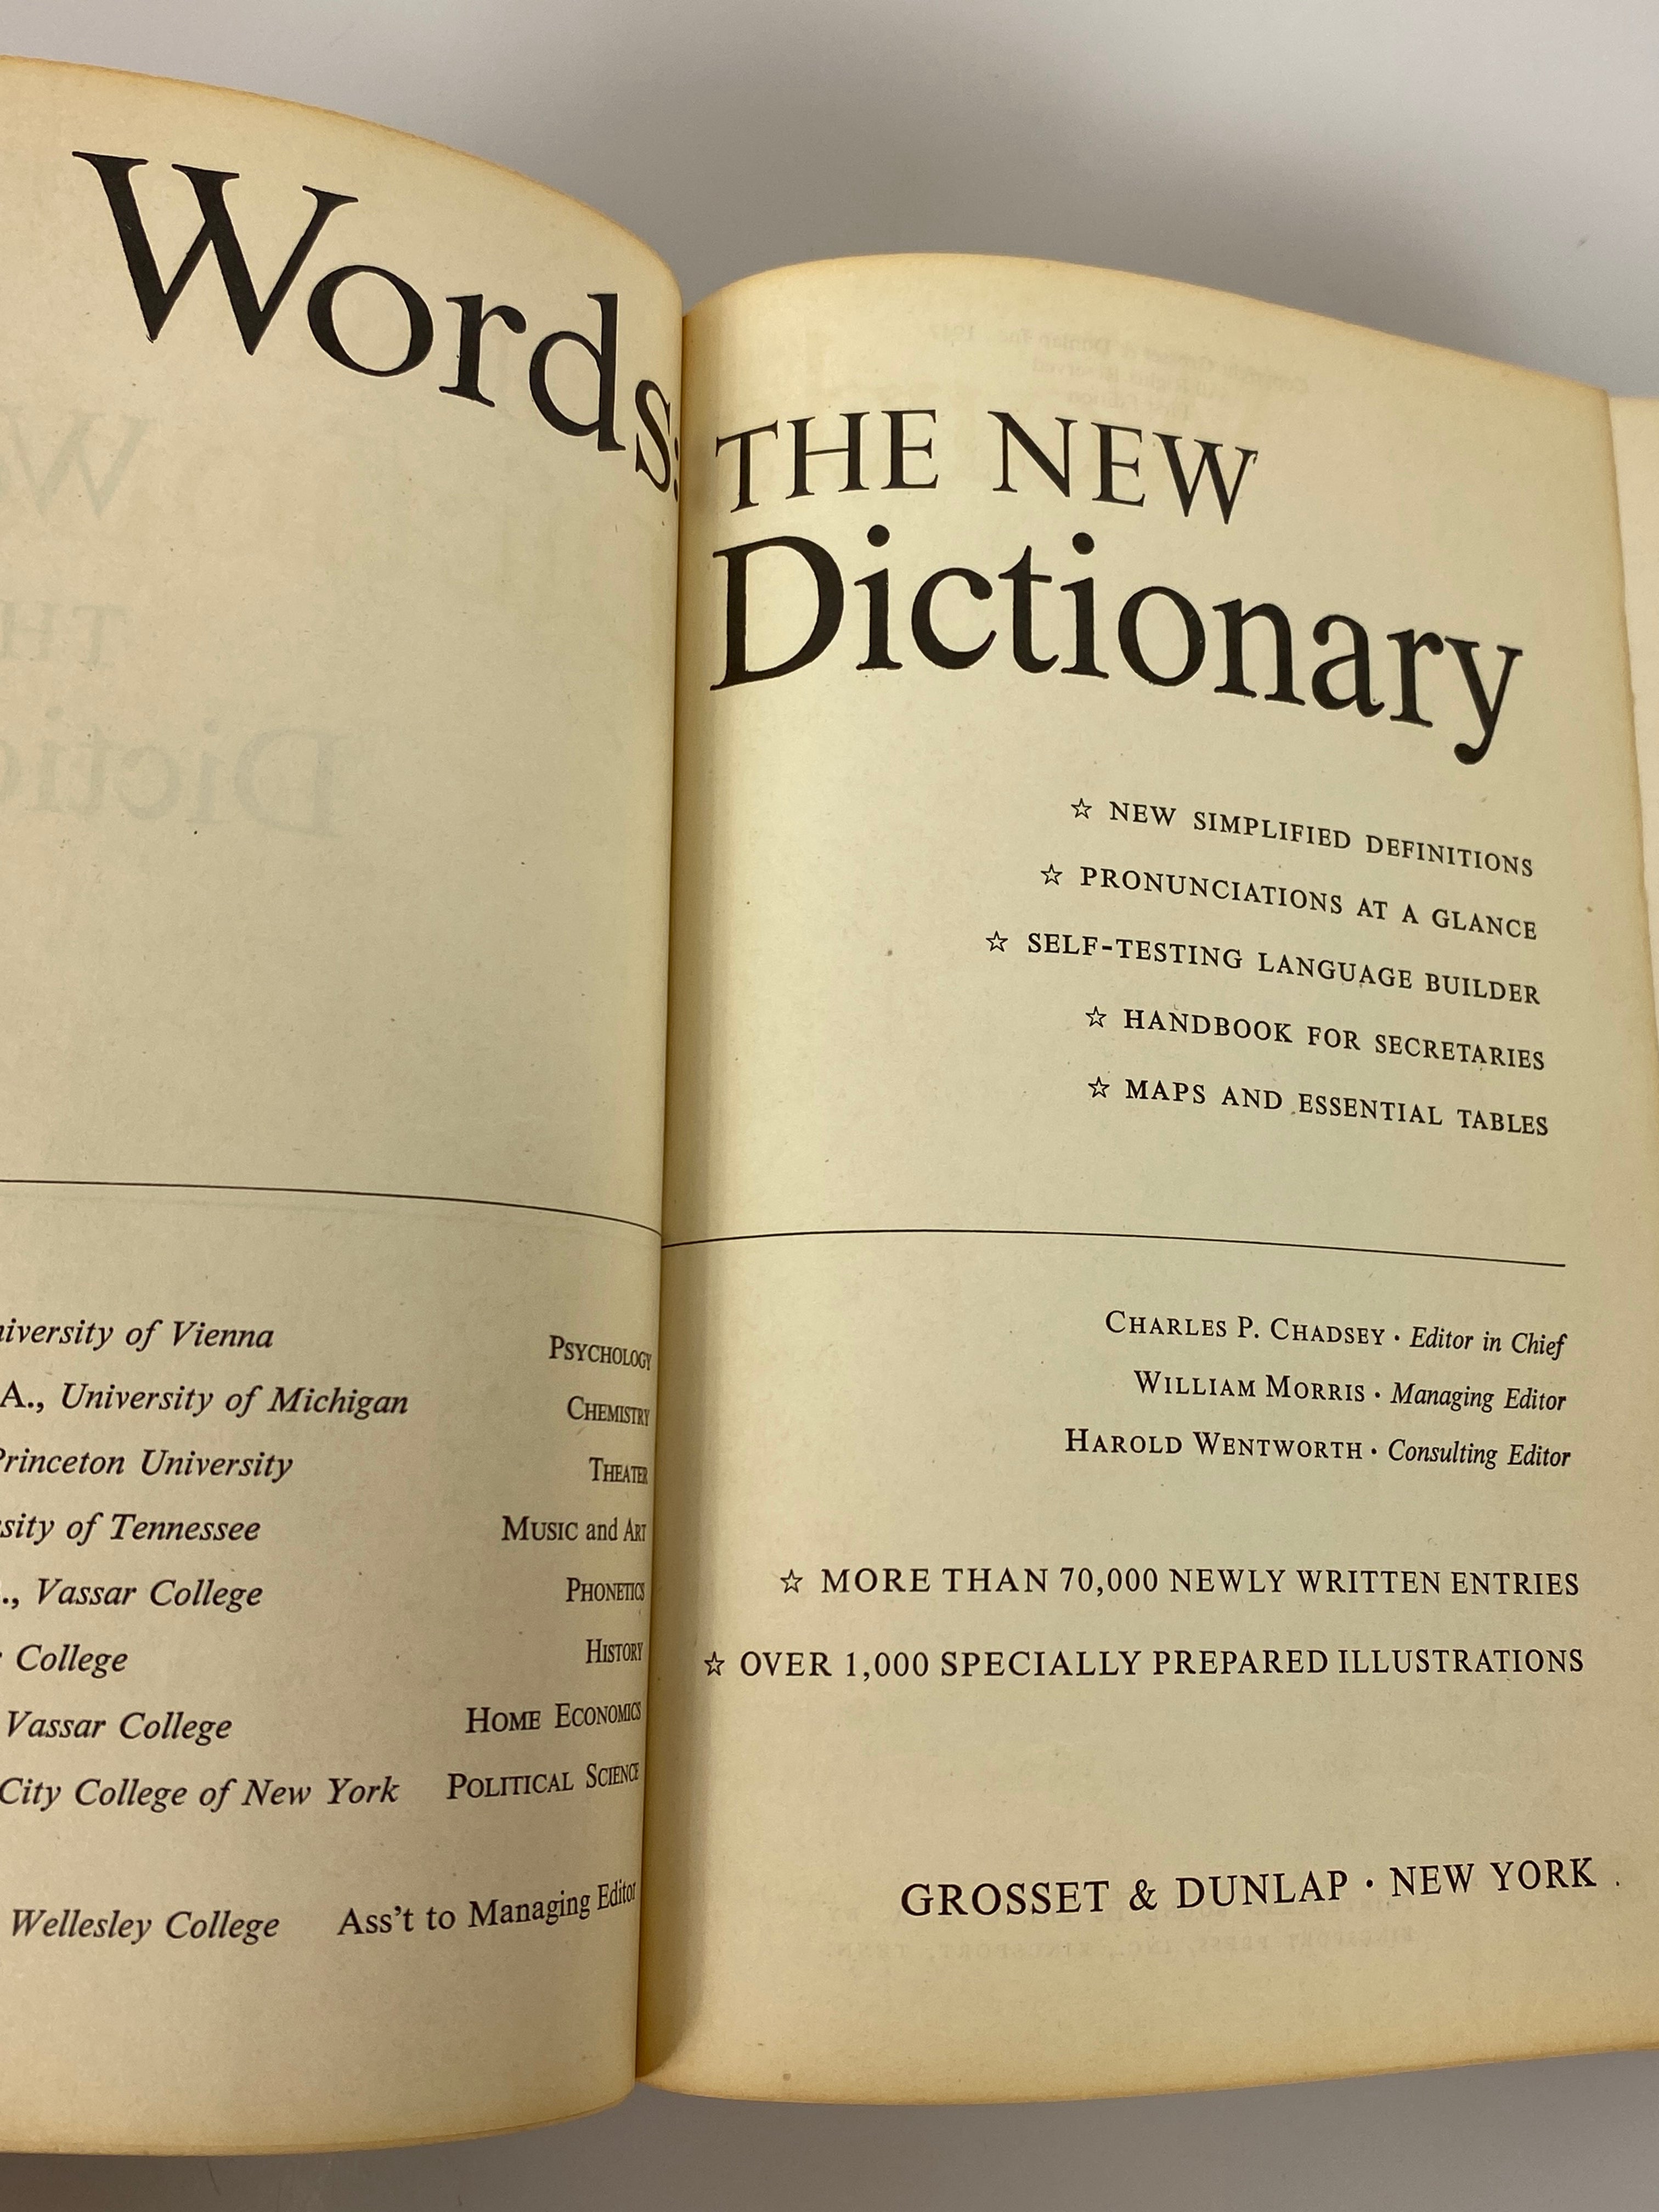 Words:
University of Vienna PSYCHOLOGY
A., University of Michigan CHEMISTRY
Princeton University THEATER
of Tennessee MUSIC and ART
Vassar College PHONETICS
College HISTORY
Vassar College HOME ECONOMICS
City College of New York POLITICAL SCIENCE
Wellesley College Ass't to Managing Editor
THE NEW
Dictionary
☆ NEW SIMPLIFIED DEFINITIONS
☆ PRONUNCIATIONS AT A GLANCE
☆ SELF-TESTING LANGUAGE BUILDER
☆ HANDBOOK FOR SECRETARIES
☆ MAPS AND ESSENTIAL TABLES
CHARLES P. CHADSEY · Editor in Chief
WILLIAM MORRIS · Managing Editor
HAROLD WENTWORTH · Consulting Editor
☆ MORE THAN 70,000 NEWLY WRITTEN ENTRIES
☆ OVER 1,000 SPECIALLY PREPARED ILLUSTRATIONS
GROSSET & DUNLAP · NEW YORK